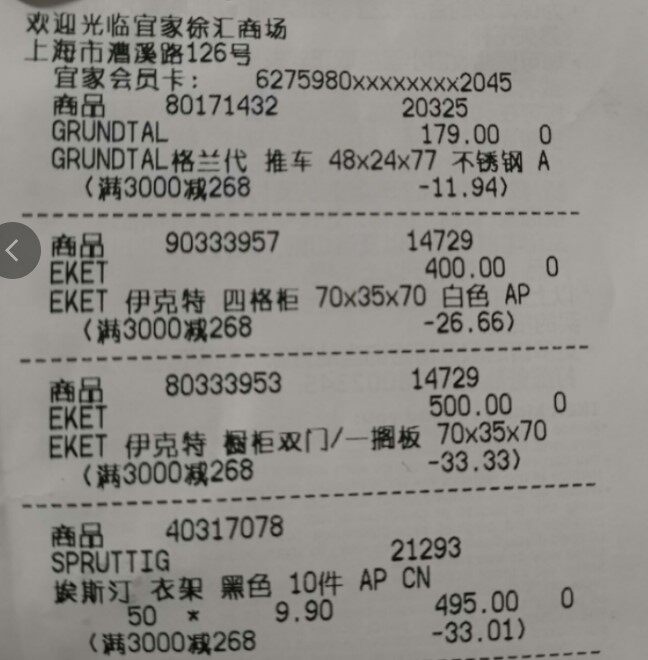 欢迎光临宜家徐汇商场
上海市漕溪路126号
宜家会员卡: 6275980xxxxxxxx2045
商品 80171432 20325
GRUNDTAL 179.00 0
GRUNDTAL格兰代 推车 48x24x77 不锈钢 A
(满3000减268 -11.94)
商品 90333957 14729
EKET 400.00 0
EKET 伊克特 四格柜 70x35x70 白色 AP
(满3000减268 -26.66)
商品 80333953 14729
EKET 500.00 0
EKET 伊克特 橱柜双门/一搁板 70x35x70
(满3000减268 -33.33)
商品 40317078
SPRUTTIG 21293
埃斯汀 衣架 黑色 10件 AP CN
50 * 9.90 495.00 0
(满3000减268 -33.01)